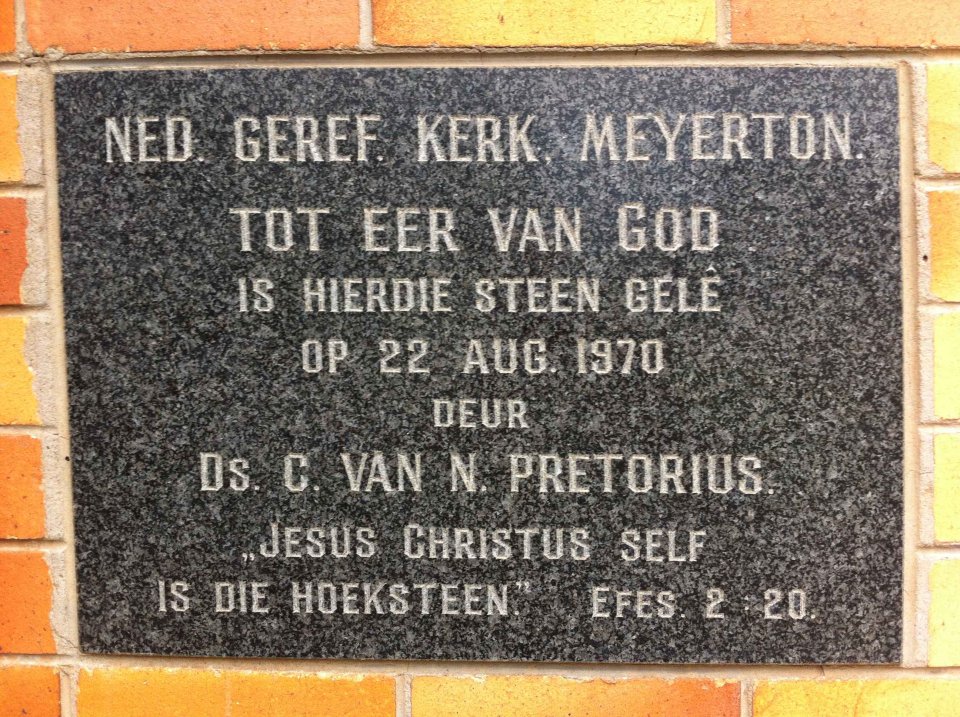 NED. GEREF. KERK, MEYERTON.
TOT EER VAN GOD
IS HIERDIE STEEN GELÊ
OP 22 AUG. 1970
DEUR
DS. C. VAN N. PRETORIUS.
„JESUS CHRISTUS SELF
IS DIE HOEKSTEEN.” EFES. 2 : 20.